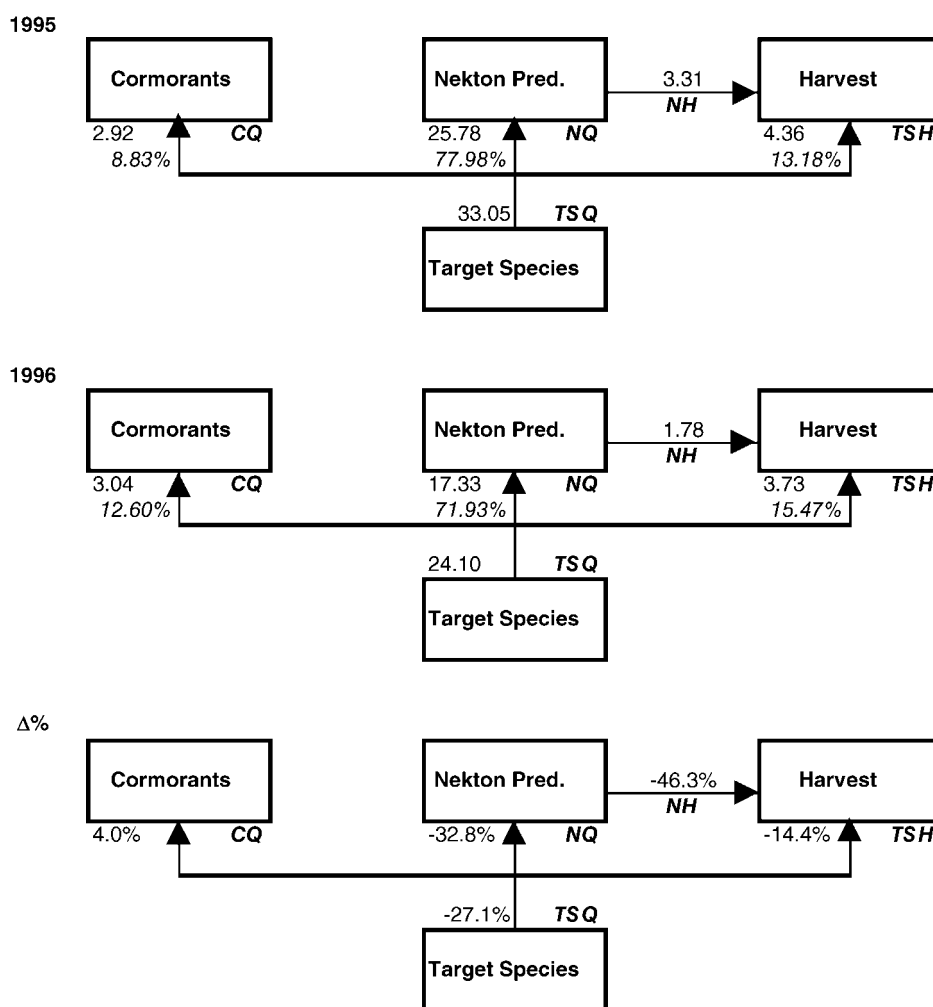 1995
Cormorants Nekton Pred. 3.31 Harvest
NH
2.92 CQ 25.78 NQ 4.36 TSH
8.83% 77.98% 13.18%
33.05 TSQ
Target Species
1996
Cormorants Nekton Pred. 1.78 Harvest
NH
3.04 CQ 17.33 NQ 3.73 TSH
12.60% 71.93% 15.47%
24.10 TSQ
Target Species
Δ%
Cormorants Nekton Pred. -46.3% Harvest
NH
4.0% CQ -32.8% NQ -14.4% TSH
-27.1% TSQ
Target Species